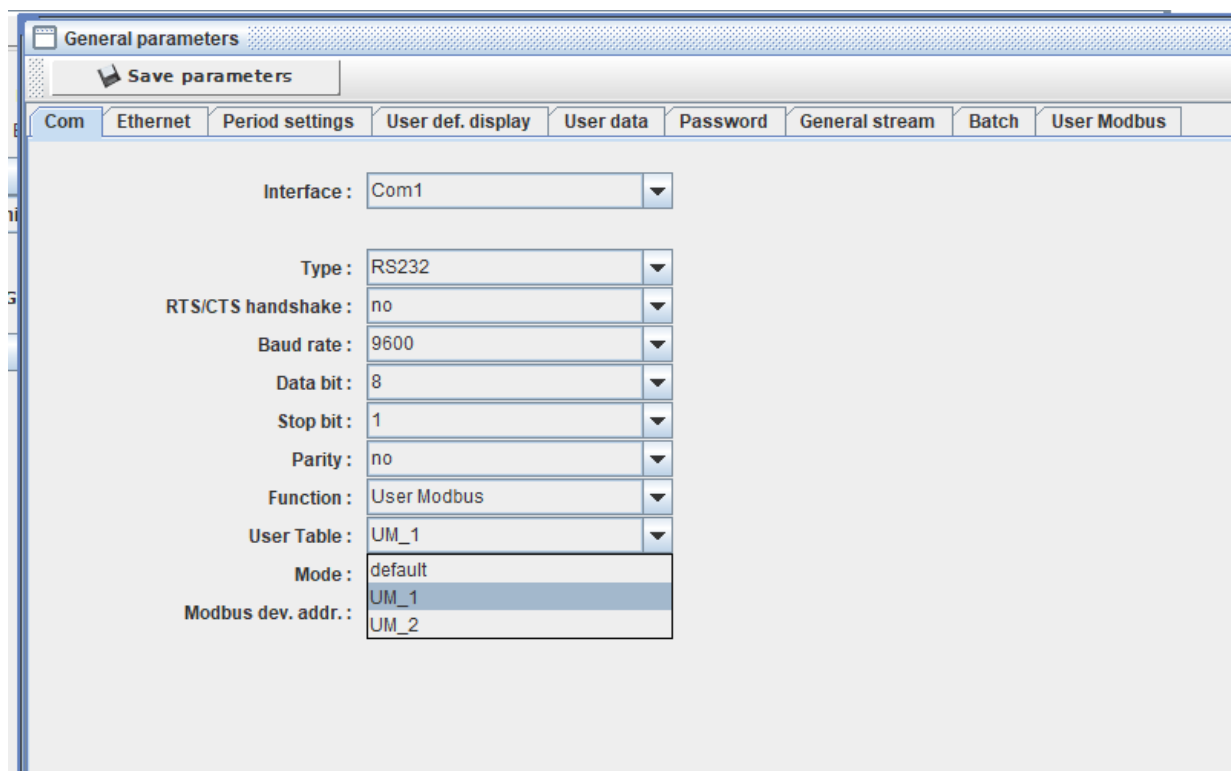 General parameters
Save parameters
Com Ethernet Period settings User def. display User data Password General stream Batch User Modbus
Interface : Com1
Type : RS232
RTS/CTS handshake : no
Baud rate : 9600
Data bit : 8
Stop bit : 1
Parity : no
Function : User Modbus
User Table : UM_1
Mode : default
UM_1
Modbus dev. addr. :
UM_2